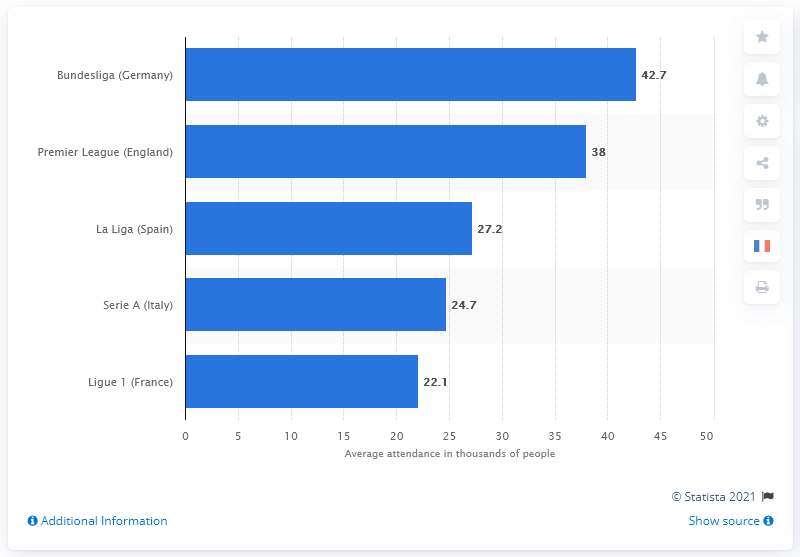 Bundesliga (Germany) 42.7
Premier League (England) 38
La Liga (Spain) 27.2
Serie A (Italy) 24.7
Ligue 1 (France) 22.1
0 5 10 15 20 25 30 35 40 45 50
Average attendance in thousands of people
© Statista 2021
Additional Information Show source